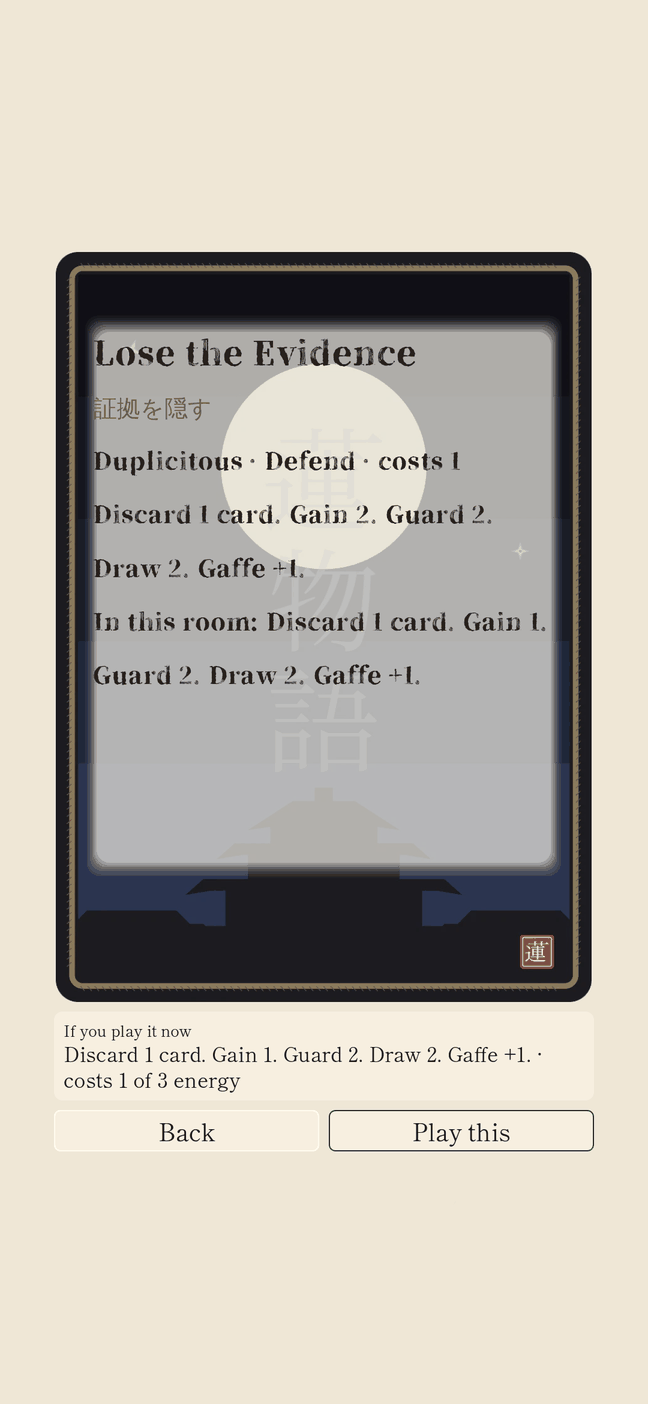 Lose the Evidence
証拠を隠す
Duplicitous · Defend · costs 1
Discard 1 card. Gain 2. Guard 2.
Draw 2. Gaffe +1.
In this room: Discard 1 card. Gain 1.
Guard 2. Draw 2. Gaffe +1.
蓮
物
語
蓮
If you play it now
Discard 1 card. Gain 1. Guard 2. Draw 2. Gaffe +1. ·
costs 1 of 3 energy
Back
Play this